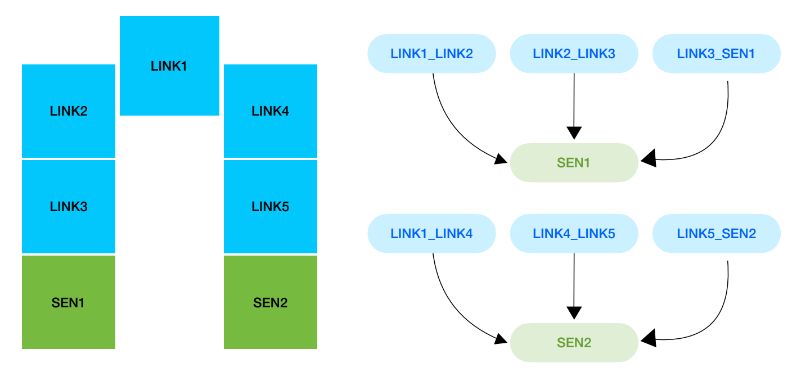 LINK1
LINK2
LINK4
LINK3
LINK5
SEN1
SEN2
LINK1_LINK2
LINK2_LINK3
LINK3_SEN1
SEN1
LINK1_LINK4
LINK4_LINK5
LINK5_SEN2
SEN2